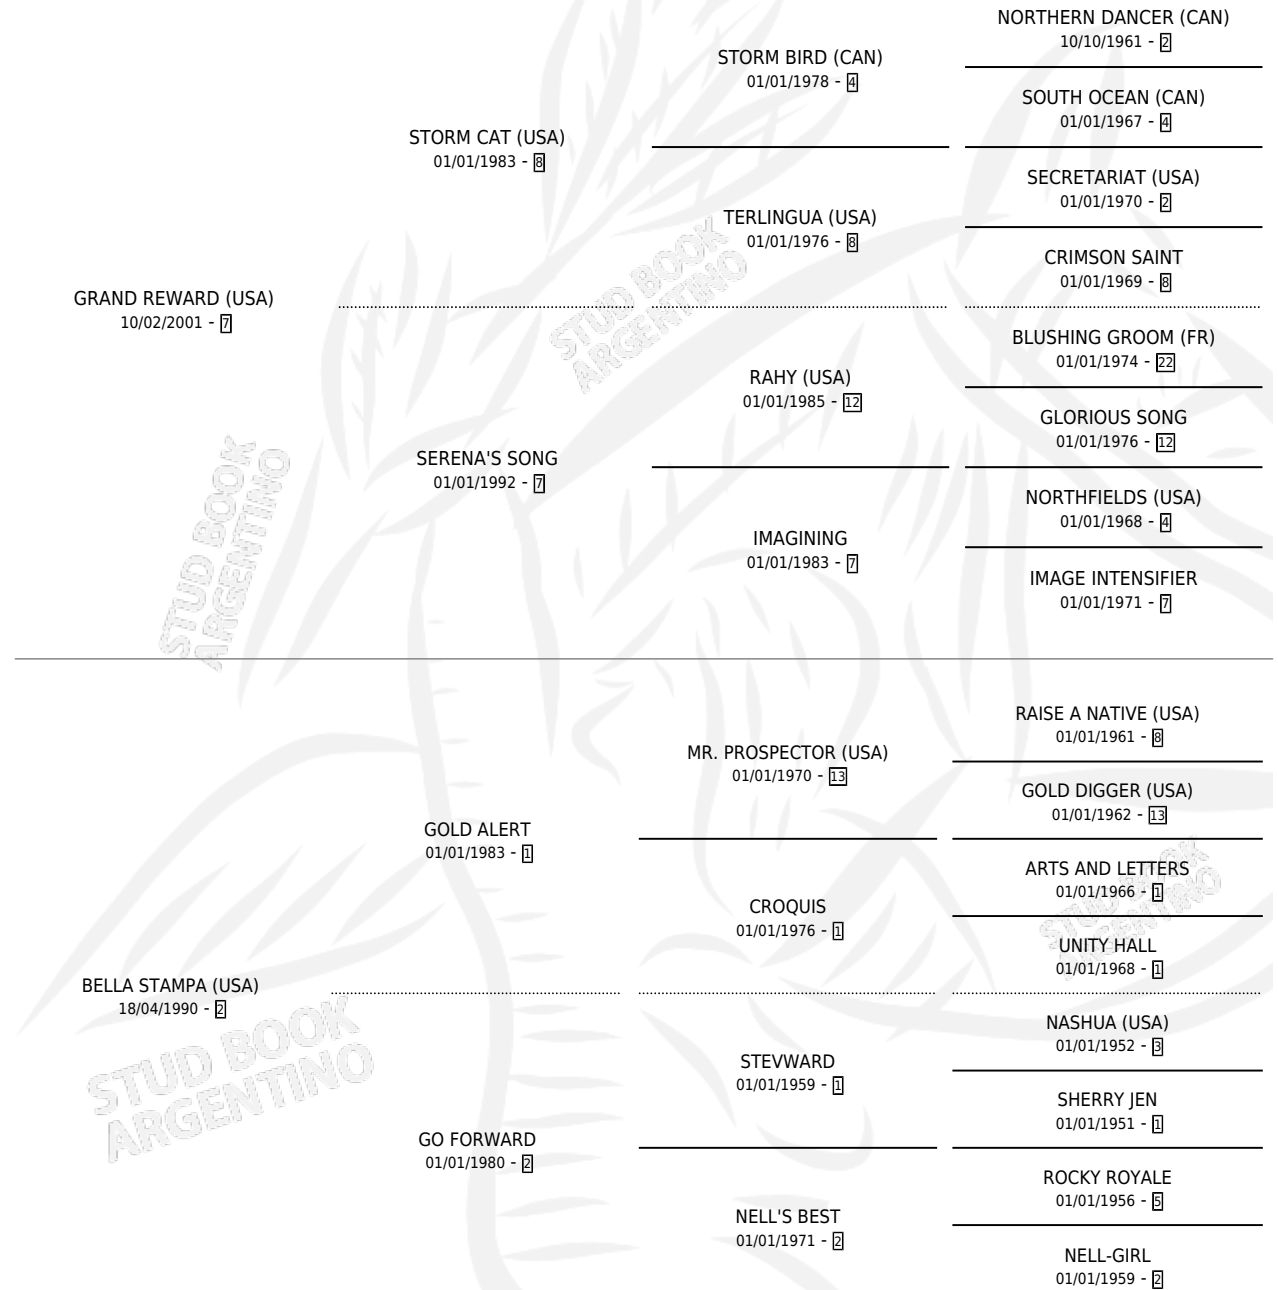 GRAND REWARD (USA)
10/02/2001 - 7
STORM CAT (USA)
01/01/1983 - 8
SERENA'S SONG
01/01/1992 - 7
STORM BIRD (CAN)
01/01/1978 - 4
TERLINGUA (USA)
01/01/1976 - 8
RAHY (USA)
01/01/1985 - 12
IMAGINING
01/01/1983 - 7
NORTHERN DANCER (CAN)
10/10/1961 - 2
SOUTH OCEAN (CAN)
01/01/1967 - 4
SECRETARIAT (USA)
01/01/1970 - 2
CRIMSON SAINT
01/01/1969 - 8
BLUSHING GROOM (FR)
01/01/1974 - 22
GLORIOUS SONG
01/01/1976 - 12
NORTHFIELDS (USA)
01/01/1968 - 4
IMAGE INTENSIFIER
01/01/1971 - 7
BELLA STAMPA (USA)
18/04/1990 - 2
GOLD ALERT
01/01/1983 - 1
GO FORWARD
01/01/1980 - 2
MR. PROSPECTOR (USA)
01/01/1970 - 13
CROQUIS
01/01/1976 - 1
STEVWARD
01/01/1959 - 1
NELL'S BEST
01/01/1971 - 2
RAISE A NATIVE (USA)
01/01/1961 - 8
GOLD DIGGER (USA)
01/01/1962 - 13
ARTS AND LETTERS
01/01/1966 - 1
UNITY HALL
01/01/1968 - 1
NASHUA (USA)
01/01/1952 - 3
SHERRY JEN
01/01/1951 - 1
ROCKY ROYALE
01/01/1956 - 5
NELL-GIRL
01/01/1959 - 2
STUD BOOK
ARGENTINO
STUD BOOK
ARGENTINO
STUD BOOK
ARGENTINO
STUD BOOK
ARGENTINO